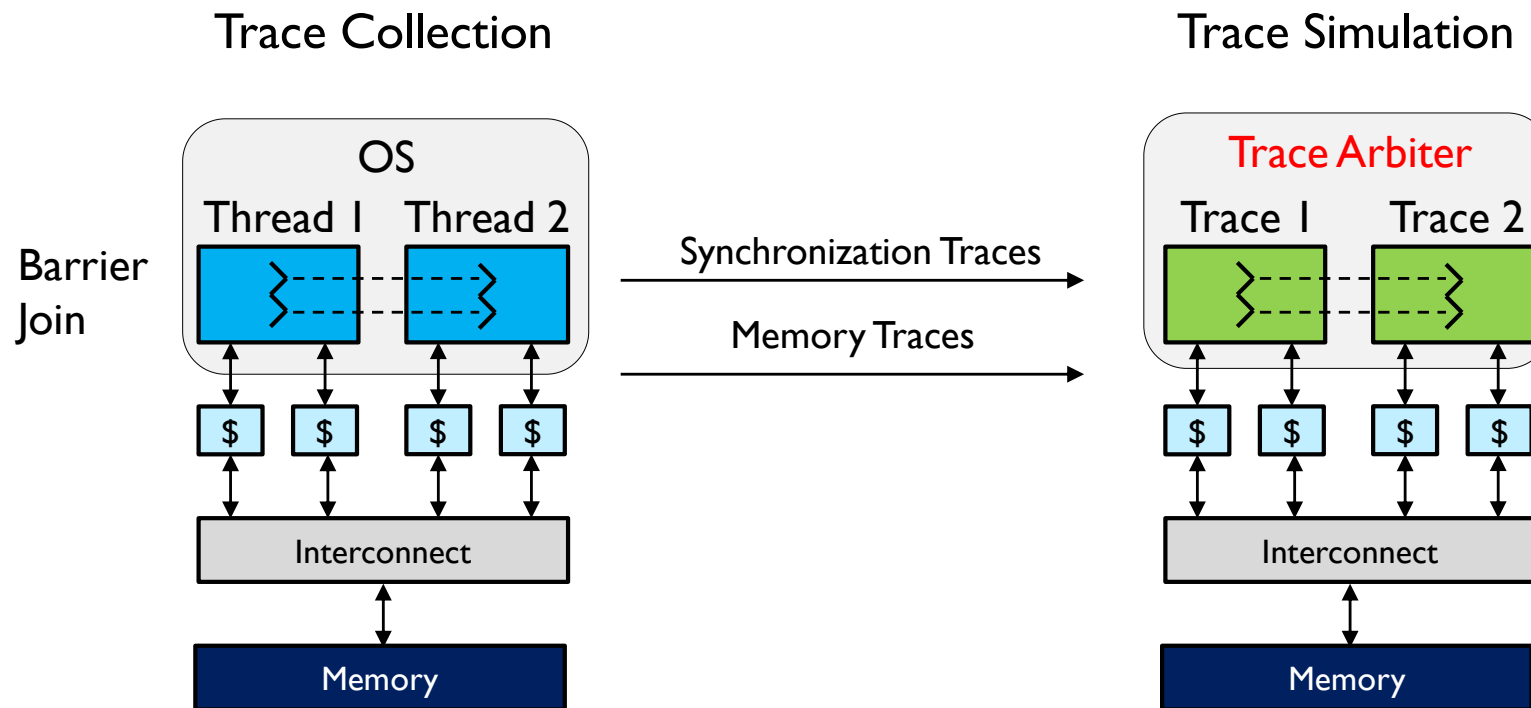 Trace Collection
Trace Simulation
OS
Thread 1 Thread 2
Barrier
Join
$ $ $ $
Interconnect
Memory
Synchronization Traces
Memory Traces
Trace Arbiter
Trace 1 Trace 2
$ $ $ $
Interconnect
Memory